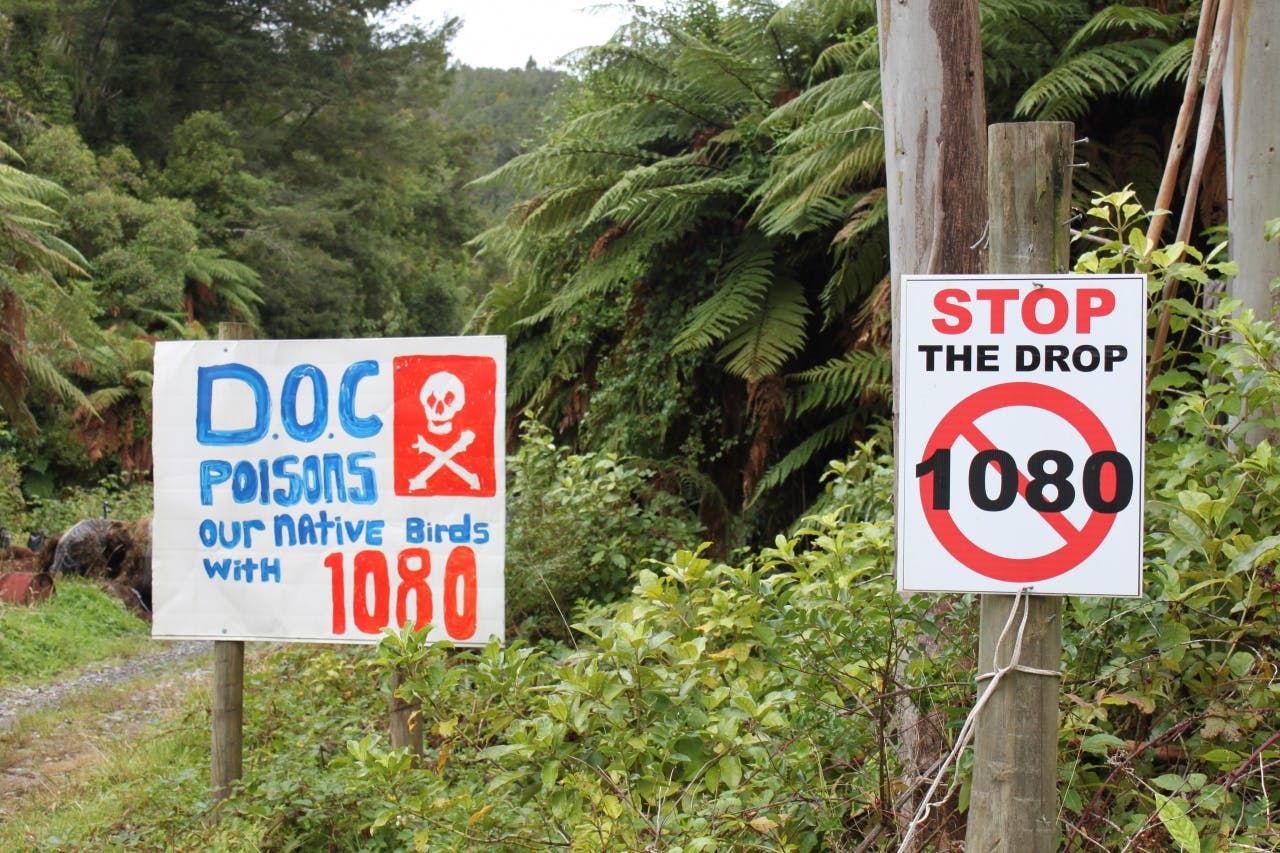 D.O.C
POISONS
our nAtive Birds
with 1080
STOP
THE DROP
1080